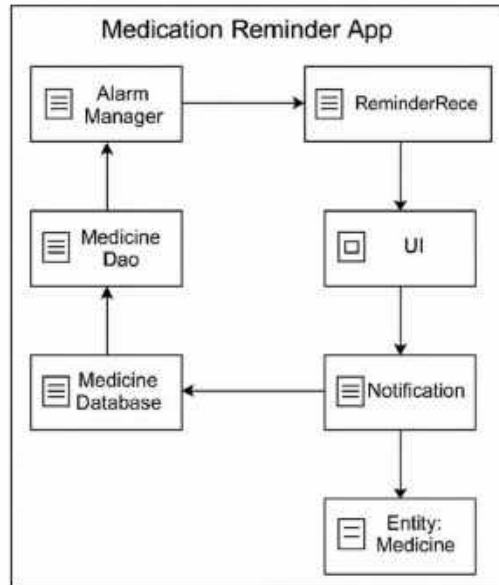 Medication Reminder App
Alarm
Manager
ReminderRece
Medicine
Dao
UI
Medicine
Database
Notification
Entity:
Medicine